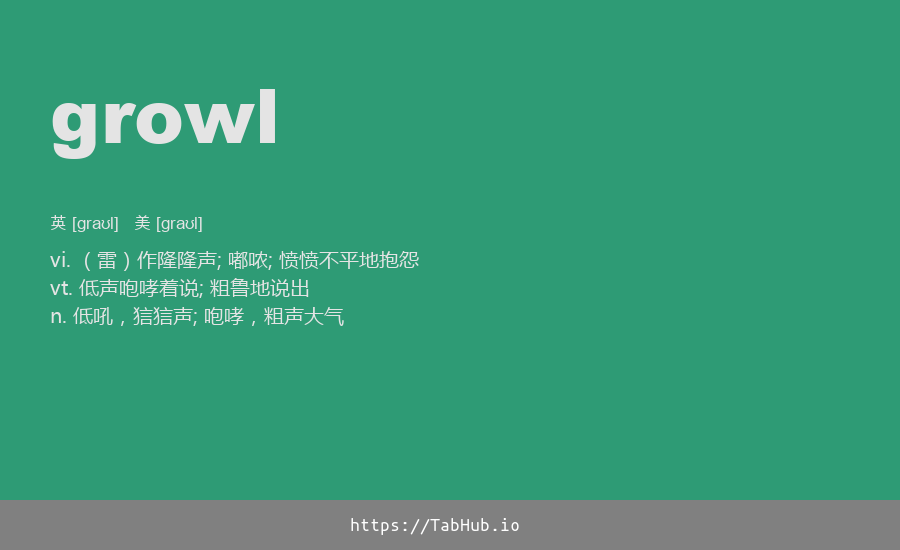 growl
英 [ɡraʊl] 美 [ɡraʊl]
vi. （雷）作隆隆声; 嘟哝; 愤愤不平地抱怨
vt. 低声咆哮着说; 粗鲁地说出
n. 低吼，狺狺声; 咆哮，粗声大气
https://TabHub.io